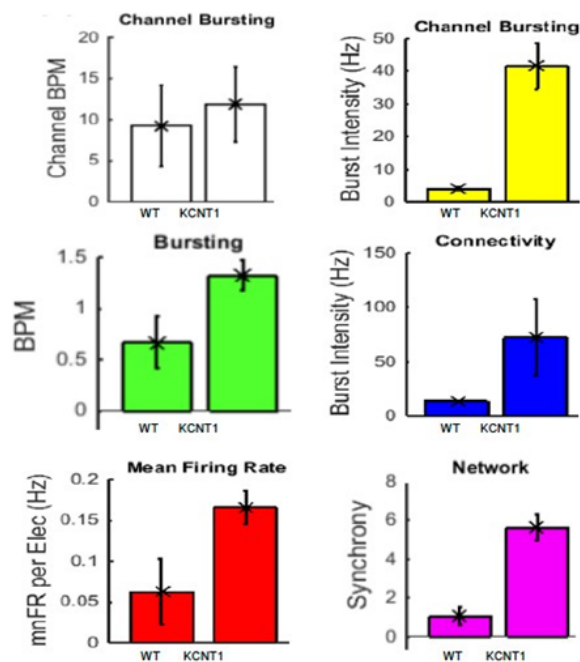 Channel Bursting
Channel BPM
20
15
10
5
0
WT KCNT1
Channel Bursting
Burst Intensity (Hz)
50
40
30
20
10
0
WT KCNT1
Bursting
BPM
1.5
1
0.5
0
WT KCNT1
Connectivity
Burst Intensity (Hz)
150
100
50
0
WT KCNT1
Mean Firing Rate
mnFR per Elec (Hz)
0.2
0.15
0.1
0.05
0
WT KCNT1
Network
Synchrony
8
6
4
2
0
WT KCNT1